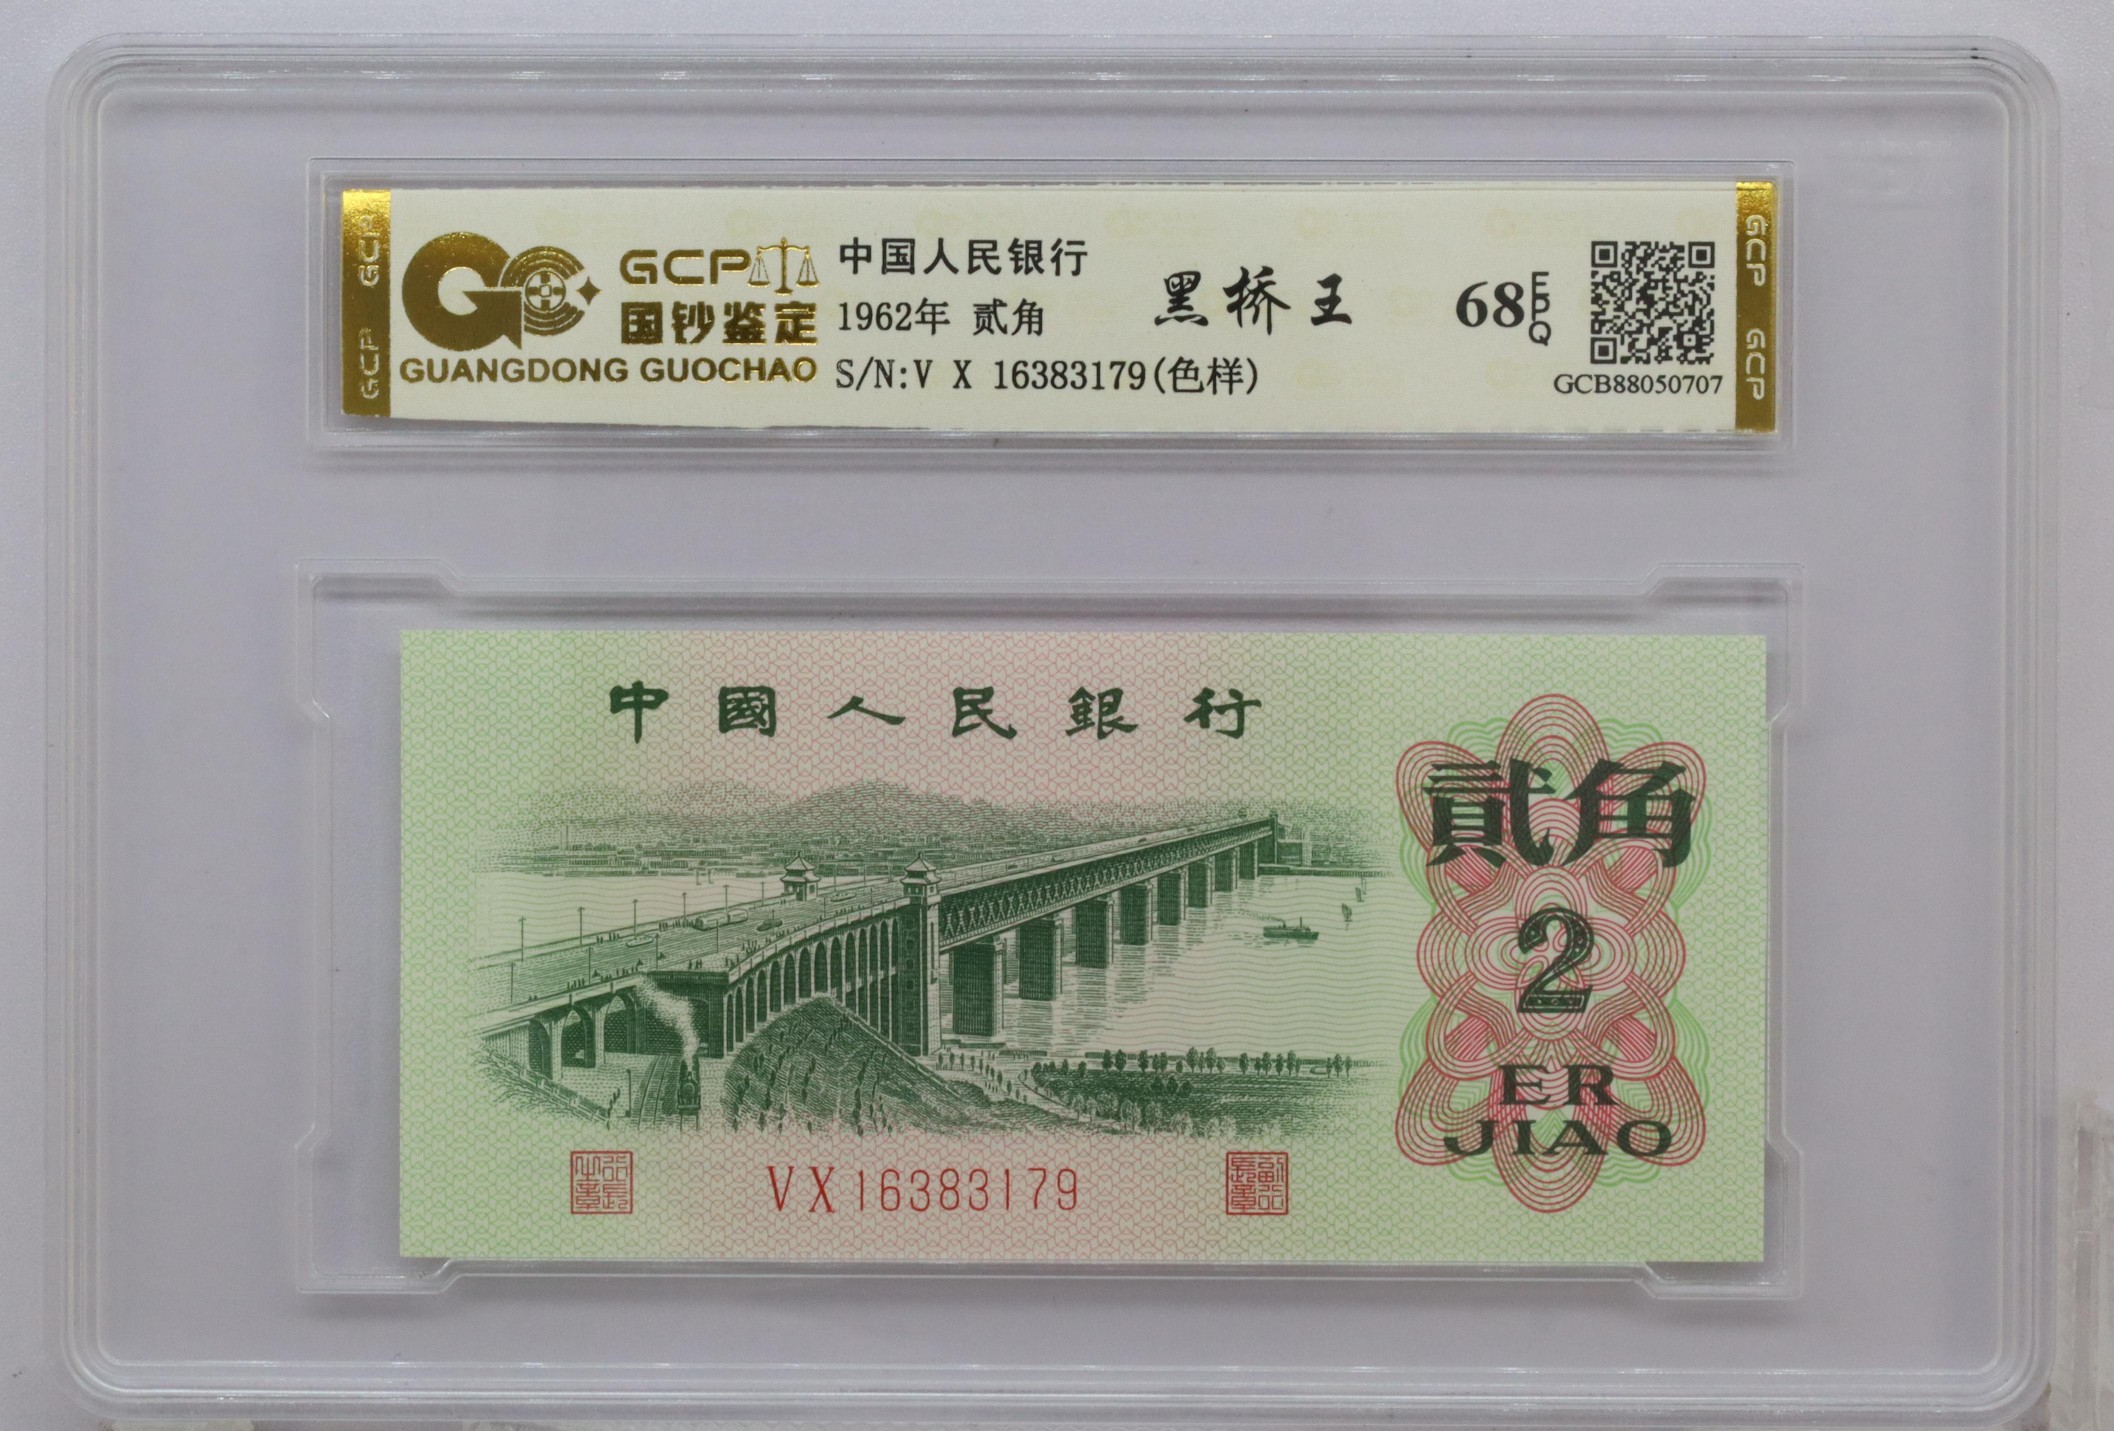 GCP GCP
GCP
国钞鉴定
GUANGDONG GUOCHAO
中国人民银行
1962年 贰角
S/N:V X 16383179(色样)
黑桥王
68 EPQ
GCB88050707
GCP GCP
中國人民銀行
貳角
2
ER
JIAO
VX16383179